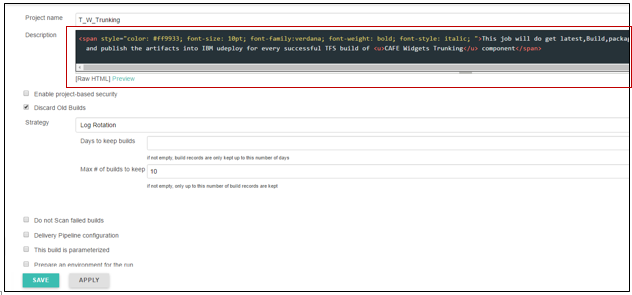 Project name
T_W_Trunking
Description
<span style="color: #ff9933; font-size: 10pt; font-family:verdana; font-weight: bold; font-style: italic; ">This job will do get latest,Build,packag
and publish the artifacts into IBM udeploy for every successful TFS build of <u>CAFE Widgets Trunking</u> component</span>
[Raw HTML] Preview
Enable project-based security
Discard Old Builds
Strategy
Log Rotation
Days to keep builds
if not empty, build records are only kept up to this number of days
Max # of builds to keep
10
if not empty, only up to this number of build records are kept
Do not Scan failed builds
Delivery Pipeline configuration
This build is parameterized
Prepare an environment for the run
SAVE
APPLY